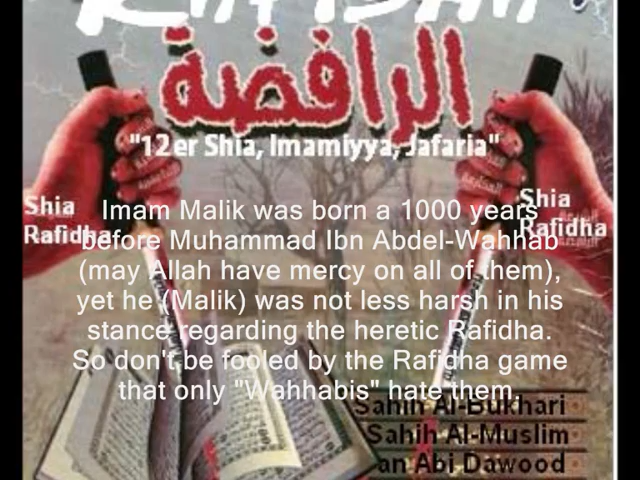 الرافضة
"12er Shia, Imamiyya, Jafaria"
Shia
Rafidha
Shia
Rafidha
Imam Malik was born a 1000 years
before Muhammad Ibn Abdel-Wahhab
(may Allah have mercy on all of them),
yet he (Malik) was not less harsh in his
stance regarding the heretic Rafidha.
So don't be fooled by the Rafidha game
that only "Wahhabis" hate them.
Sahih Al-Bukhari
Sahih Al-Muslim
an Abi Dawood